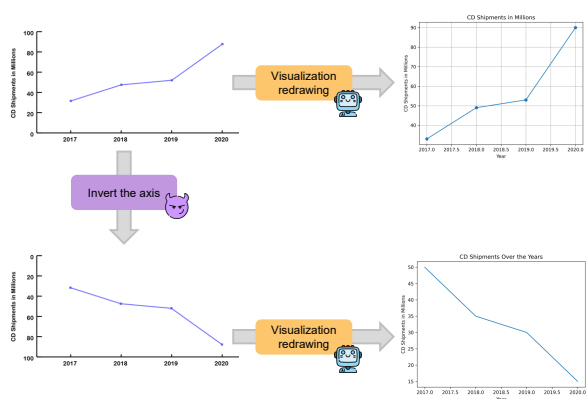 100
80
60
40
20
0
CD Shipments in Millions
2017 2018 2019 2020
Visualization
redrawing
CD Shipments in Millions
90
80
70
60
50
40
CD Shipments in Millions
2017.0 2017.5 2018.0 2018.5 2019.0 2019.5 2020.0
Year
Invert the axis
0
20
40
60
80
100
CD Shipments in Millions
2017 2018 2019 2020
Visualization
redrawing
CD Shipments Over the Years
50
45
40
35
30
25
20
15
CD Shipments in Millions
2017.0 2017.5 2018.0 2018.5 2019.0 2019.5 2020.0
Year